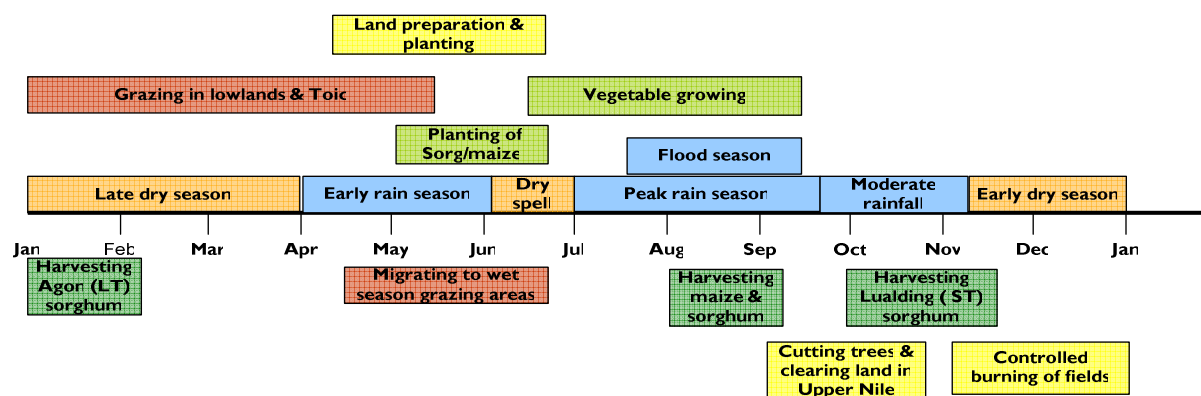 Land preparation &
planting
Grazing in lowlands & Toic
Vegetable growing
Planting of
Sorg/maize
Flood season
Late dry season
Early rain season
Dry
spell
Peak rain season
Moderate
rainfall
Early dry season
Jan Feb Mar Apr May Jun Jul Aug Sep Oct Nov Dec Jan
Harvesting
Agon (LT)
sorghum
Migrating to wet
season grazing areas
Harvesting
maize &
sorghum
Harvesting
Lualding ( ST)
sorghum
Cutting trees &
clearing land in
Upper Nile
Controlled
burning of fields